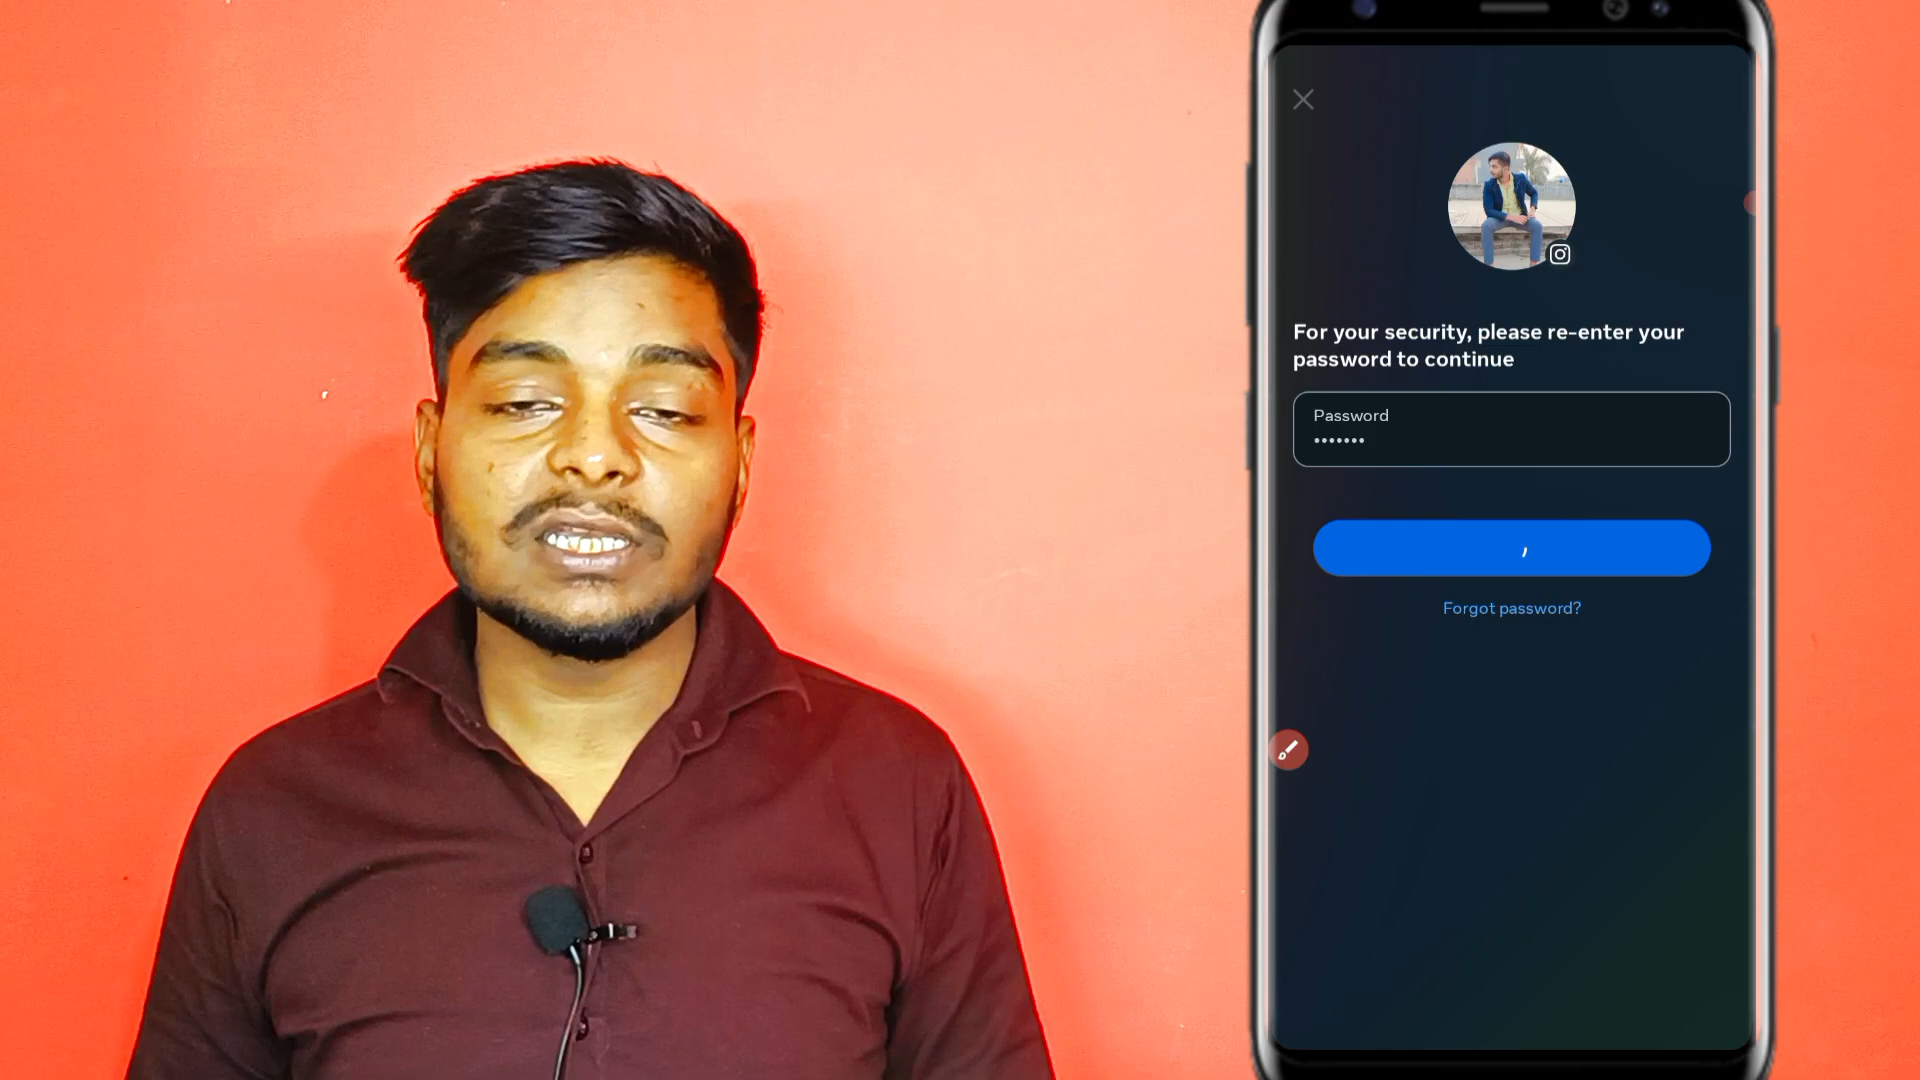 For your security, please re-enter your
password to continue
Password
•••••••
Forgot password?